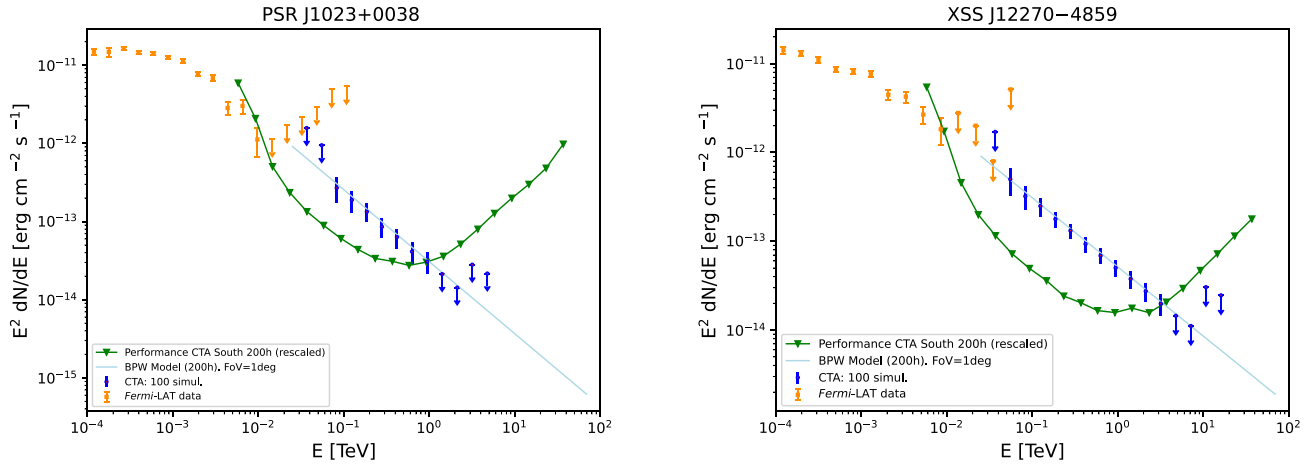 PSR J1023+0038
E² dN/dE [erg cm⁻² s⁻¹]
10⁻¹¹
10⁻¹²
10⁻¹³
10⁻¹⁴
10⁻¹⁵
Performance CTA South 200h (rescaled)
BPW Model (200h). FoV=1deg
CTA: 100 simul.
Fermi-LAT data
10⁻⁴ 10⁻³ 10⁻² 10⁻¹ 10⁰ 10¹ 10²
E [TeV]
XSS J12270−4859
E² dN/dE [erg cm⁻² s⁻¹]
10⁻¹¹
10⁻¹²
10⁻¹³
10⁻¹⁴
Performance CTA South 200h (rescaled)
BPW Model (200h). FoV=1deg
CTA: 100 simul.
Fermi-LAT data
10⁻⁴ 10⁻³ 10⁻² 10⁻¹ 10⁰ 10¹ 10²
E [TeV]